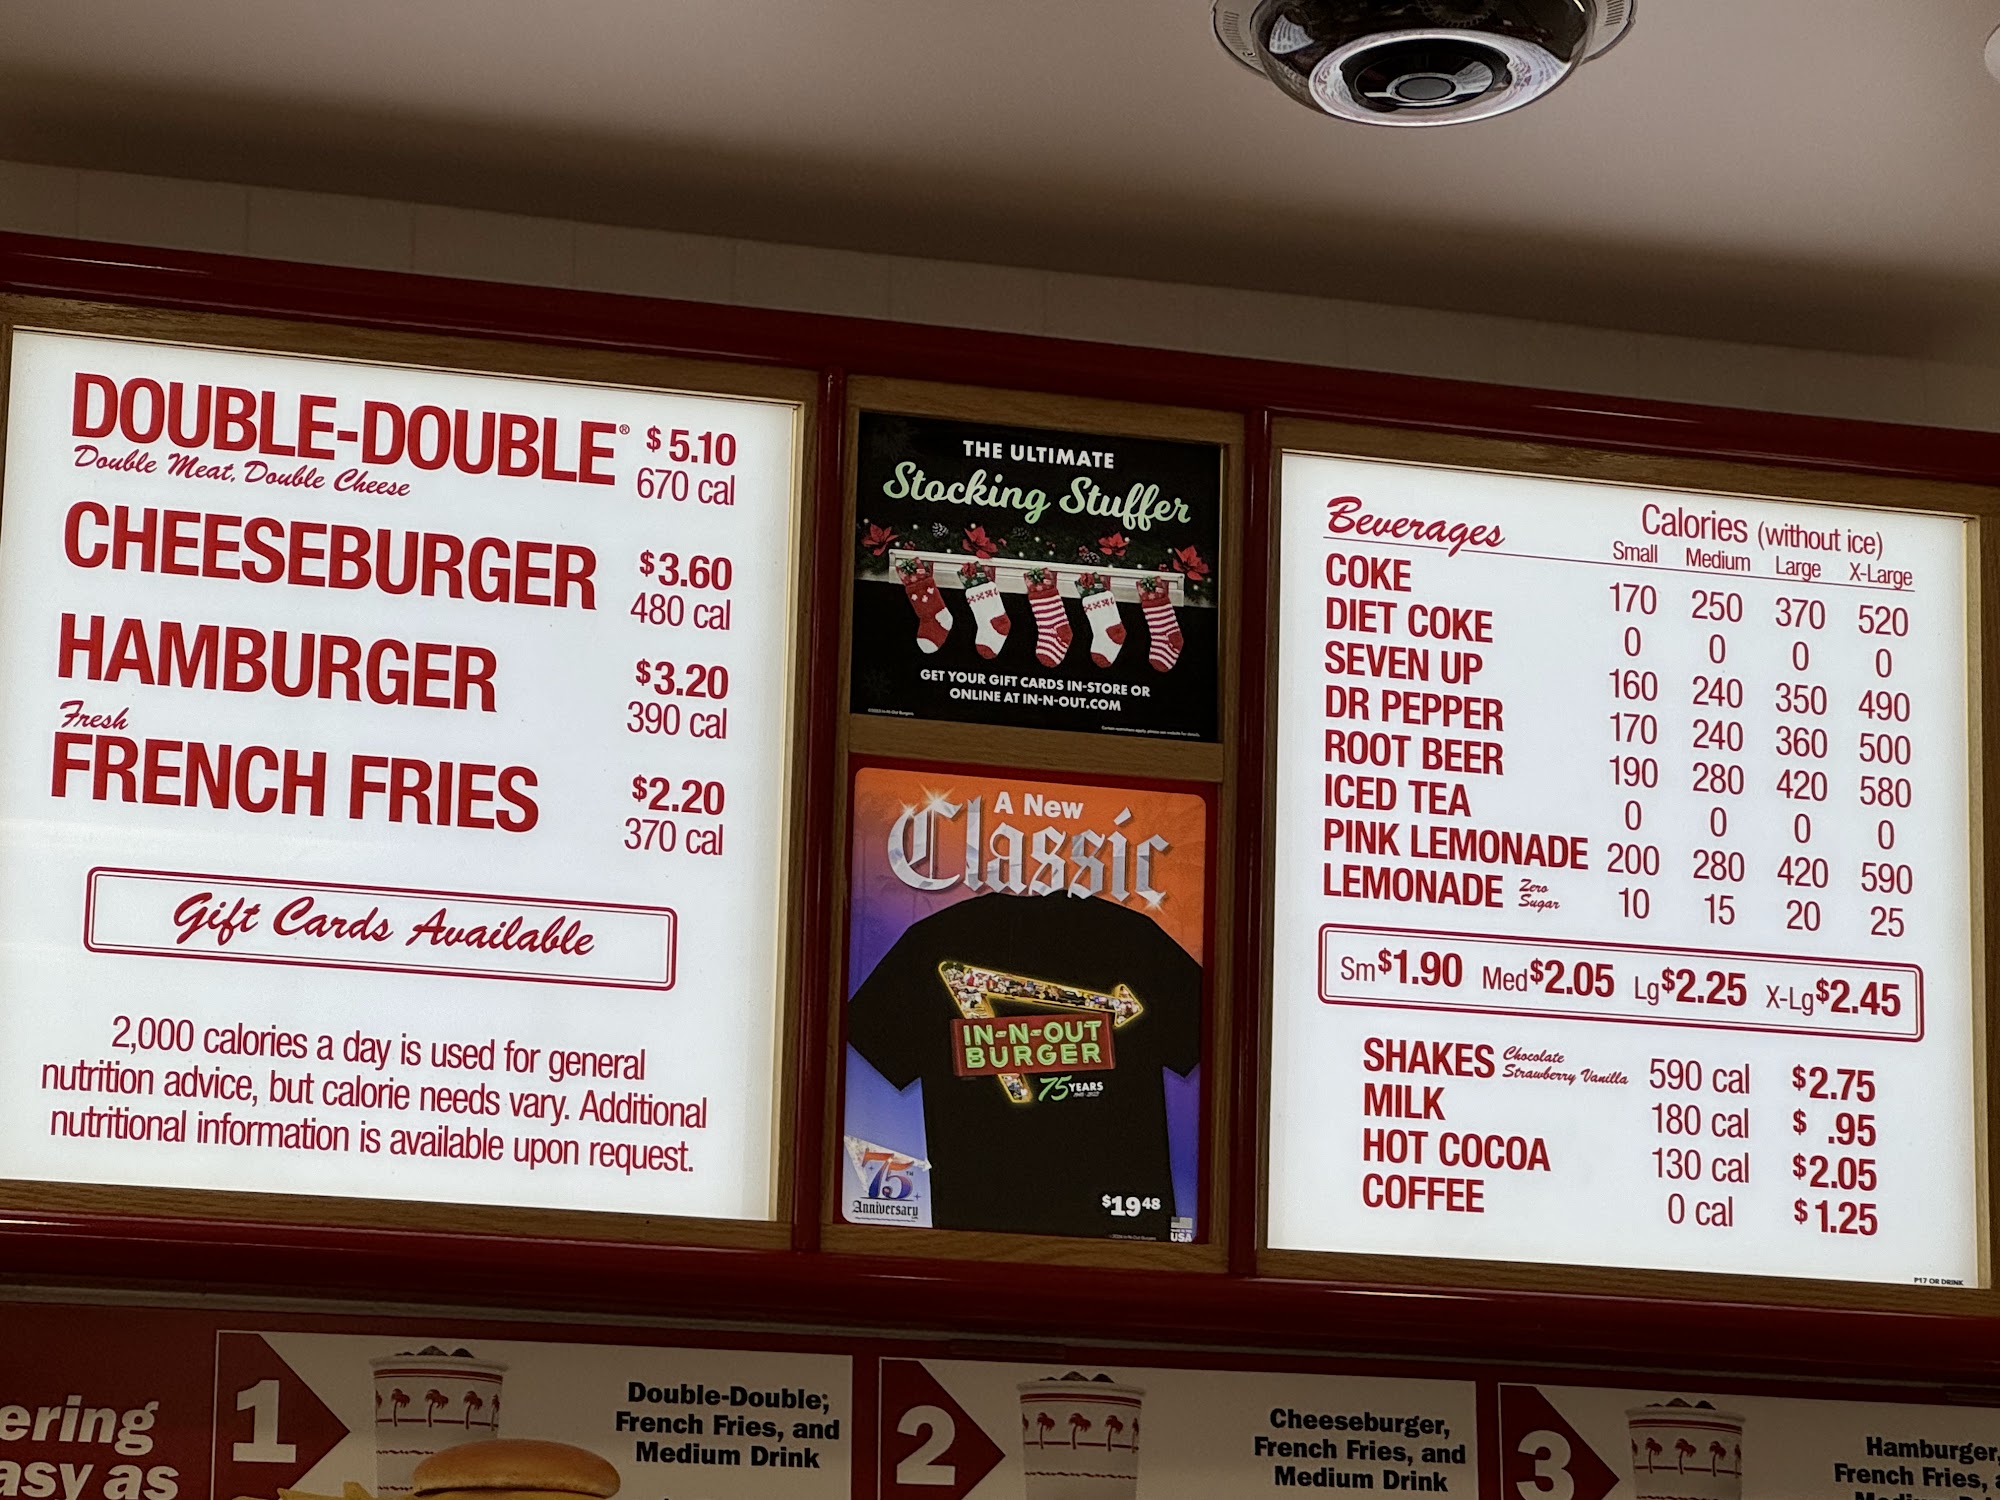 DOUBLE-DOUBLE® $5.10
Double Meat, Double Cheese 670 cal
CHEESEBURGER $3.60
480 cal
HAMBURGER $3.20
390 cal
Fresh
FRENCH FRIES $2.20
370 cal
Gift Cards Available
2,000 calories a day is used for general
nutrition advice, but calorie needs vary. Additional
nutritional information is available upon request.
THE ULTIMATE
Stocking Stuffer
GET YOUR GIFT CARDS IN-STORE OR
ONLINE AT IN-N-OUT.COM
A New
Classic
IN-N-OUT
BURGER
75 YEARS
75TH
Anniversary
$19.48
USA
Beverages Calories (without ice)
Small Medium Large X-Large
COKE 170 250 370 520
DIET COKE 0 0 0 0
SEVEN UP 160 240 350 490
DR PEPPER 170 240 360 500
ROOT BEER 190 280 420 580
ICED TEA 0 0 0 0
PINK LEMONADE 200 280 420 590
LEMONADE Zero Sugar 10 15 20 25
Sm $1.90 Med $2.05 Lg $2.25 X-Lg $2.45
SHAKES Chocolate Strawberry Vanilla 590 cal $2.75
MILK 180 cal $ .95
HOT COCOA 130 cal $2.05
COFFEE 0 cal $1.25
P17 OR DRINK
ering
asy as
1
Double-Double,
French Fries, and
Medium Drink
2
Cheeseburger,
French Fries, and
Medium Drink
3
Hamburger,
French Fries,